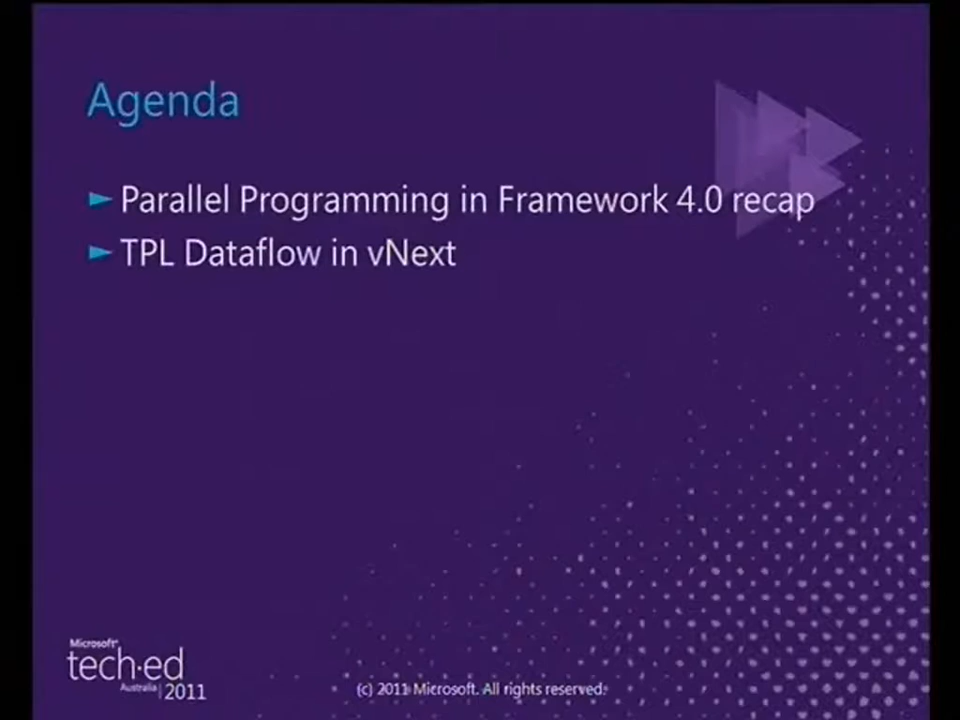 Agenda
Parallel Programming in Framework 4.0 recap
TPL Dataflow in vNext
Microsoft®
tech·ed
Australia | 2011
(c) 2011 Microsoft. All rights reserved.